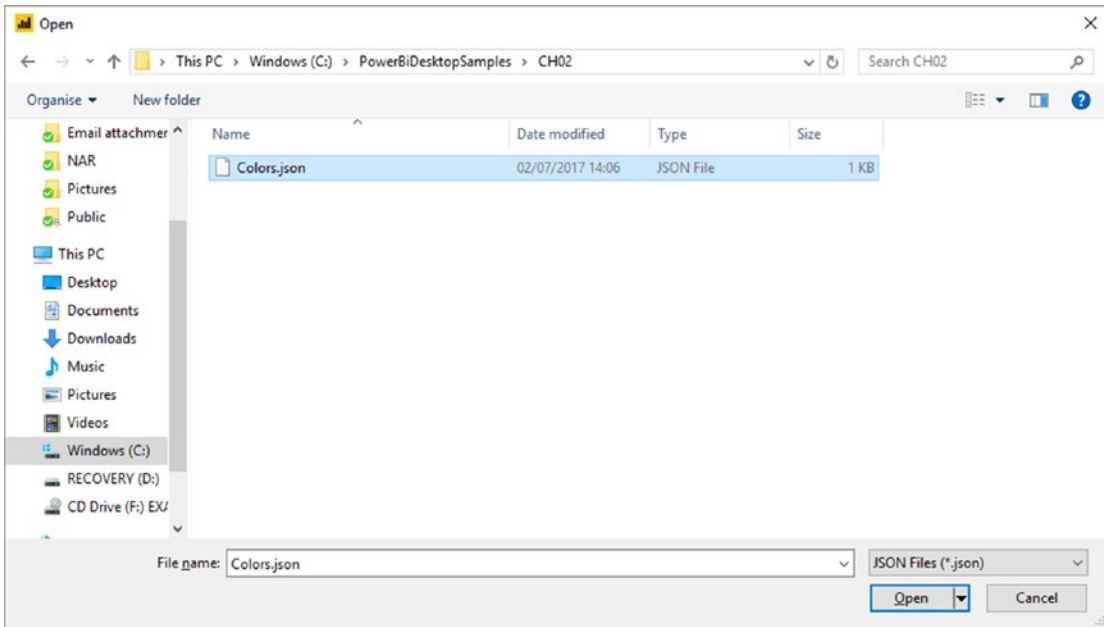 Open
This PC > Windows (C:) > PowerBiDesktopSamples > CH02
Search CH02
Organise
New folder
Name
Date modified
Type
Size
Colors.json
02/07/2017 14:06
JSON File
1 KB
Email attachmer
NAR
Pictures
Public
This PC
Desktop
Documents
Downloads
Music
Pictures
Videos
Windows (C:)
RECOVERY (D:)
CD Drive (F:) EXA
File name: Colors.json
JSON Files (*.json)
Open
Cancel